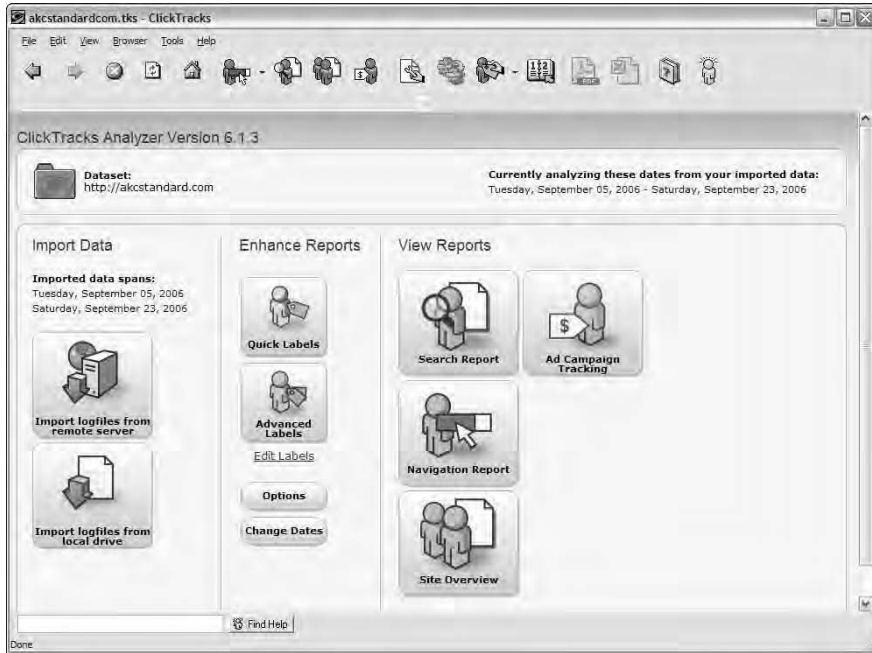 akcstandardcom.tks - ClickTracks
File Edit View Browser Tools Help
ClickTracks Analyzer Version 6.1.3
Dataset:
http://akcstandard.com
Currently analyzing these dates from your imported data:
Tuesday, September 05, 2006 - Saturday, September 23, 2006
Import Data
Imported data spans:
Tuesday, September 05, 2006
Saturday, September 23, 2006
Import logfiles from
remote server
Import logfiles from
local drive
Enhance Reports
Quick Labels
Advanced
Labels
Edit Labels
Options
Change Dates
View Reports
$
Search Report
Ad Campaign
Tracking
Navigation Report
Site Overview
Find Help
Done